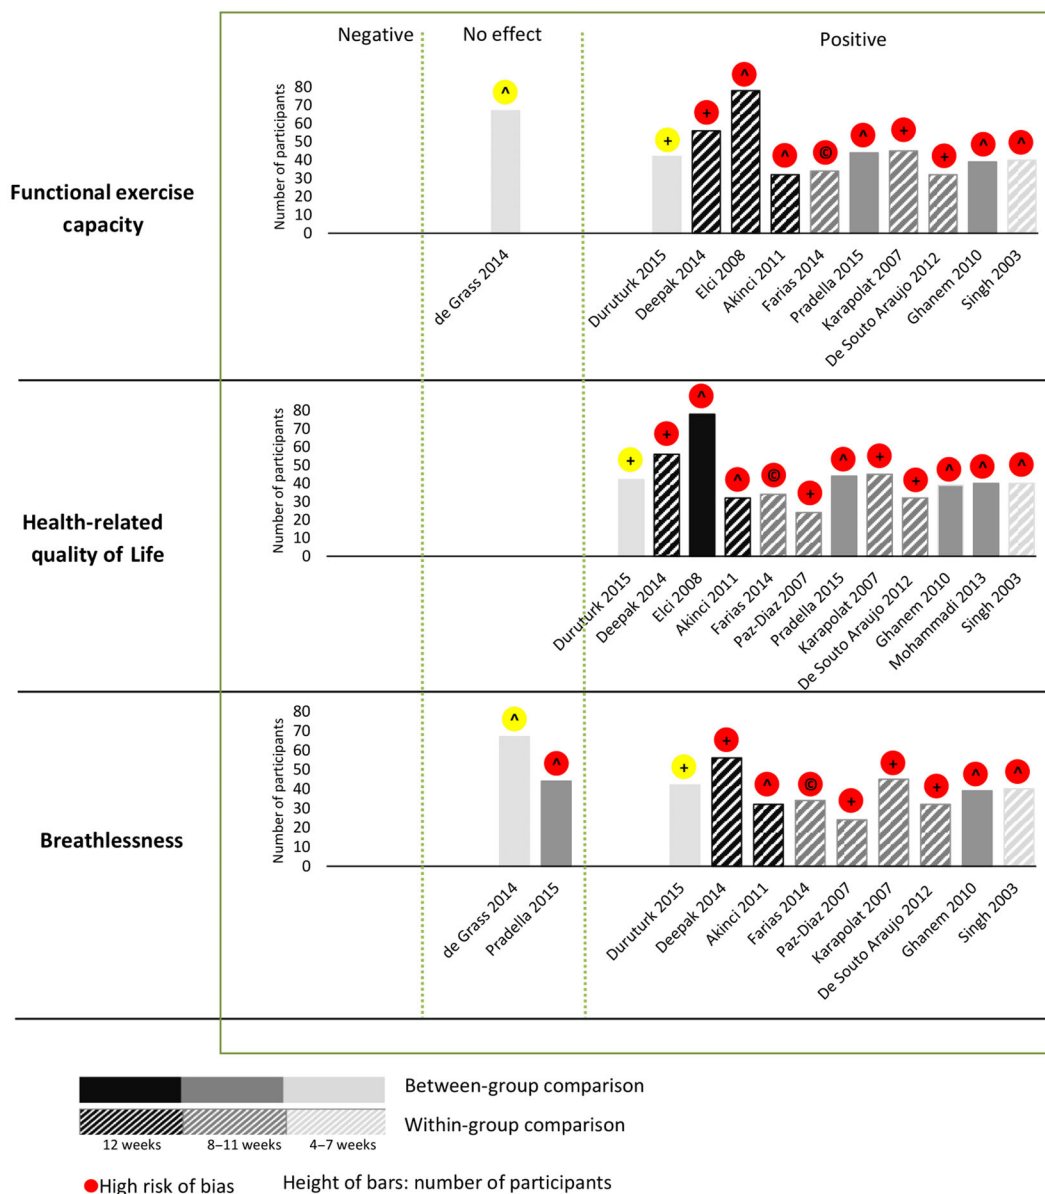 Negative
No effect
Positive
Functional exercise
capacity
Number of participants
80
70
60
50
40
30
20
10
0
^
+
+
^
^
©
^
+
+
^
^
de Grass 2014
Duruturk 2015
Deepak 2014
Elci 2008
Akinci 2011
Farias 2014
Pradella 2015
Karapolat 2007
De Souto Araujo 2012
Ghanem 2010
Singh 2003
Health-related
quality of Life
Number of participants
80
70
60
50
40
30
20
10
0
+
+
^
^
©
+
^
+
+
^
^
^
Duruturk 2015
Deepak 2014
Elci 2008
Akinci 2011
Farias 2014
Paz-Diaz 2007
Pradella 2015
Karapolat 2007
De Souto Araujo 2012
Ghanem 2010
Mohammadi 2013
Singh 2003
Breathlessness
Number of participants
80
70
60
50
40
30
20
10
0
^
^
+
+
^
©
+
+
+
^
^
de Grass 2014
Pradella 2015
Duruturk 2015
Deepak 2014
Akinci 2011
Farias 2014
Paz-Diaz 2007
Karapolat 2007
De Souto Araujo 2012
Ghanem 2010
Singh 2003
Between-group comparison
Within-group comparison
12 weeks
8–11 weeks
4–7 weeks
High risk of bias
Height of bars: number of participants